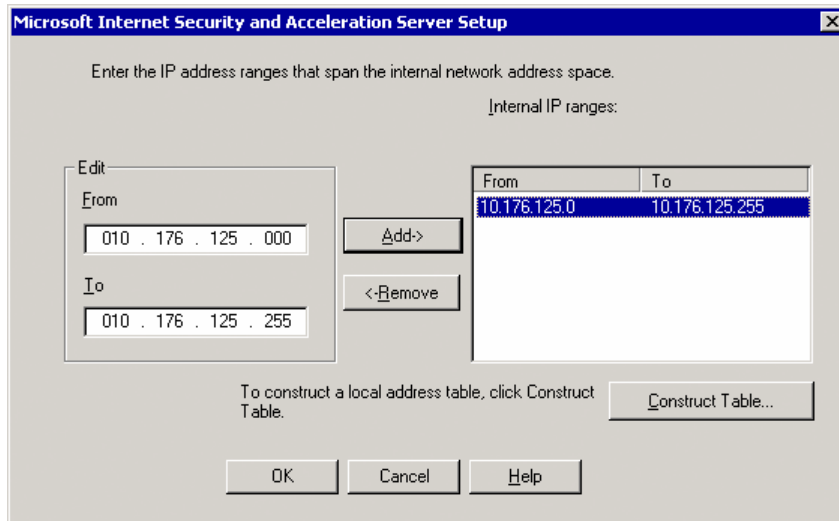 Microsoft Internet Security and Acceleration Server Setup
Enter the IP address ranges that span the internal network address space.
Internal IP ranges:
Edit
From
010 . 176 . 125 . 000
To
010 . 176 . 125 . 255
Add->
<-Remove
From To
10.176.125.0 10.176.125.255
To construct a local address table, click Construct
Table.
Construct Table...
OK Cancel Help